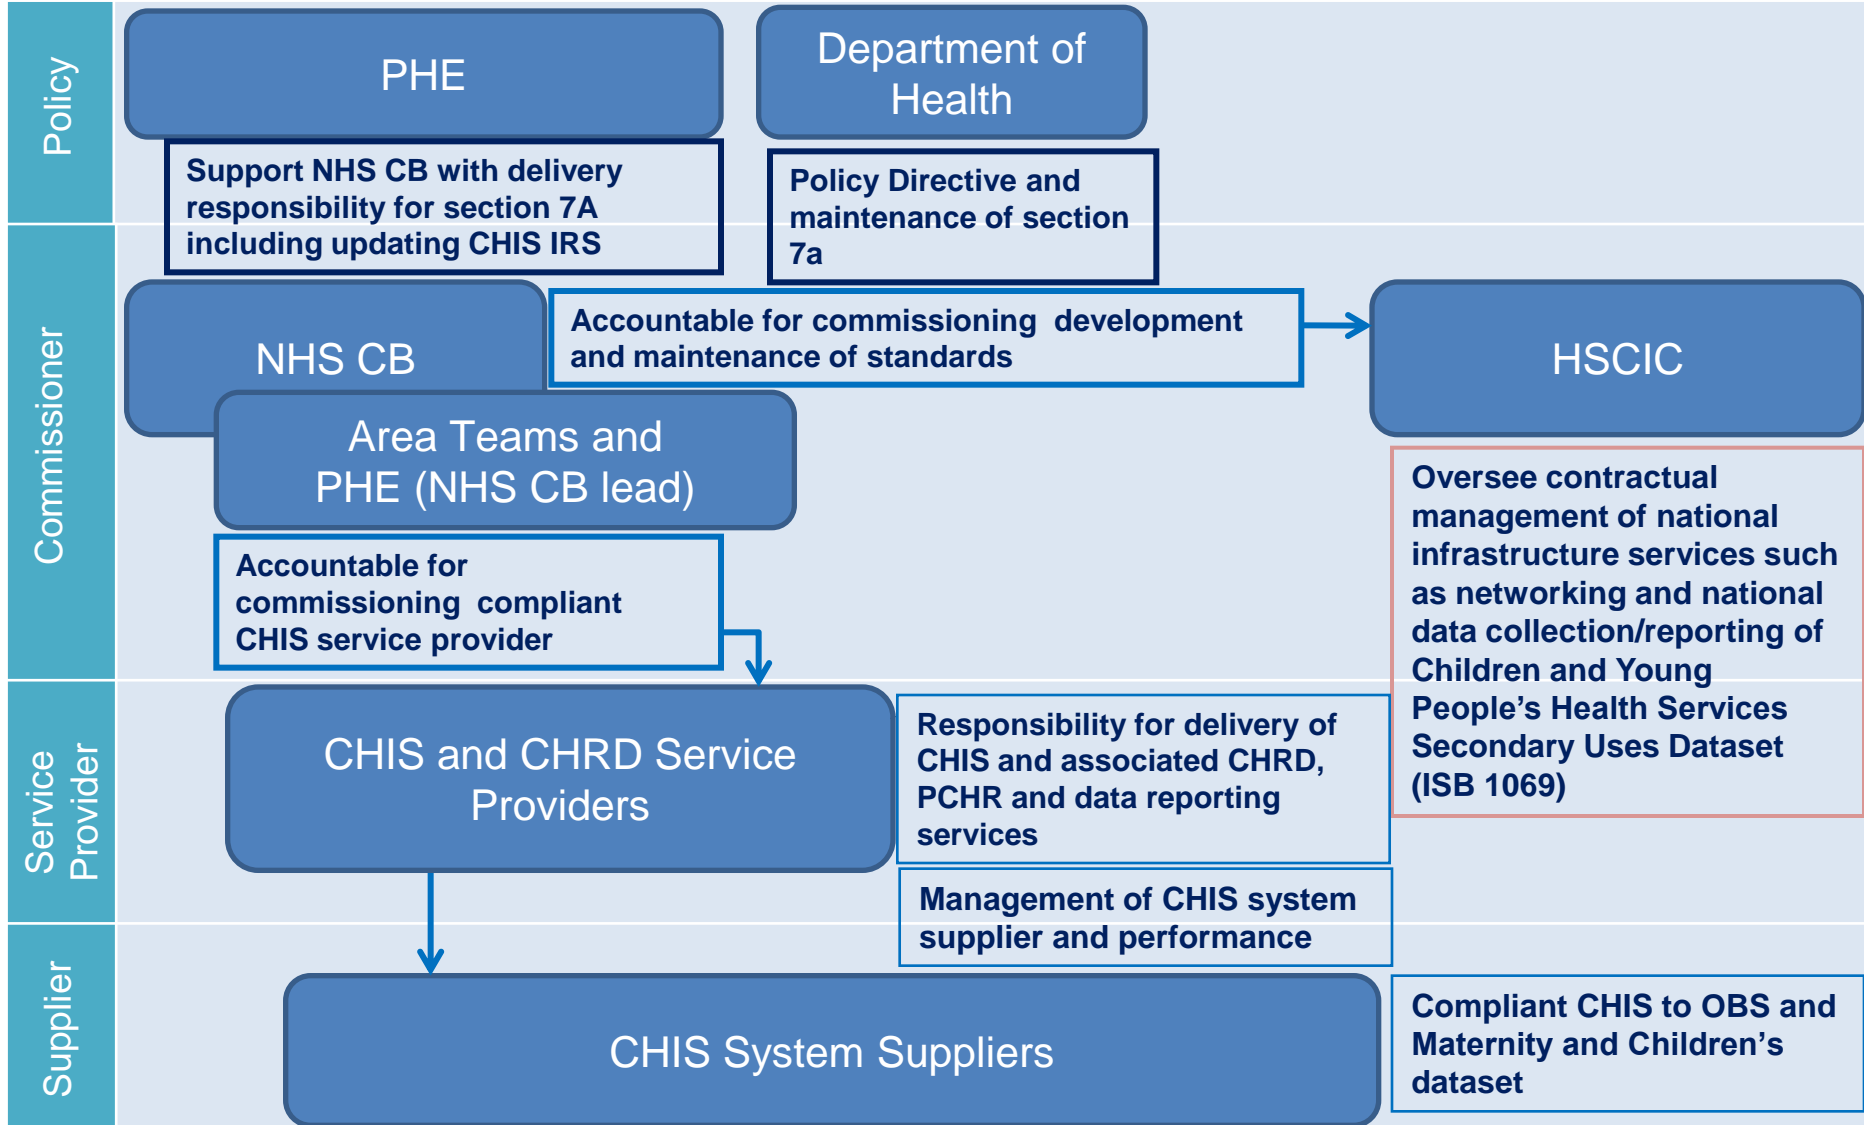 Policy
PHE
Department of
Health
Support NHS CB with delivery
responsibility for section 7A
including updating CHIS IRS
Policy Directive and
maintenance of section
7a
Commissioner
NHS CB
Accountable for commissioning development
and maintenance of standards
HSCIC
Area Teams and
PHE (NHS CB lead)
Accountable for
commissioning compliant
CHIS service provider
Oversee contractual
management of national
infrastructure services such
as networking and national
data collection/reporting of
Children and Young
People's Health Services
Secondary Uses Dataset
(ISB 1069)
Service
Provider
CHIS and CHRD Service
Providers
Responsibility for delivery of
CHIS and associated CHRD,
PCHR and data reporting
services
Management of CHIS system
supplier and performance
Supplier
CHIS System Suppliers
Compliant CHIS to OBS and
Maternity and Children's
dataset